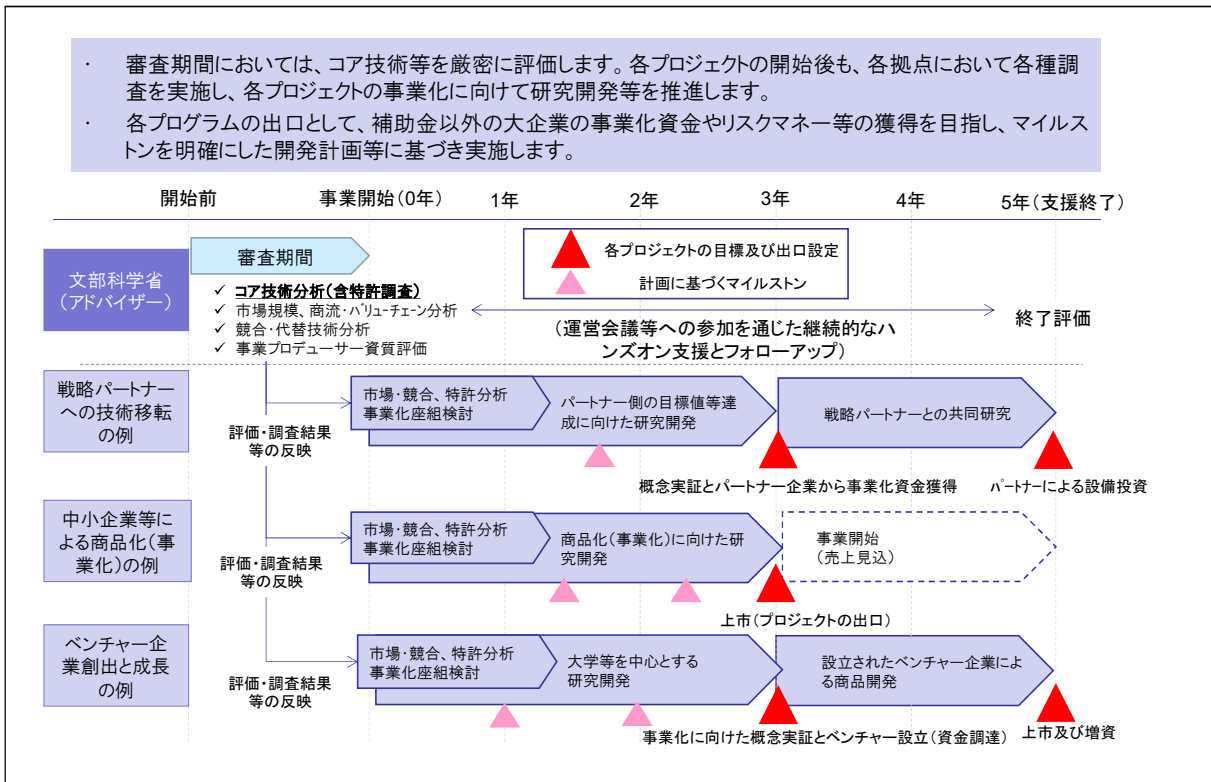 ・ 審査期間においては、コア技術等を厳密に評価します。各プロジェクトの開始後も、各拠点において各種調
査を実施し、各プロジェクトの事業化に向けて研究開発等を推進します。
・ 各プログラムの出口として、補助金以外の大企業の事業化資金やリスクマネー等の獲得を目指し、マイルス
トンを明確にした開発計画等に基づき実施します。
開始前
事業開始(0年)
1年
2年
3年
4年
5年(支援終了)
文部科学省
(アドバイザー)
審査期間
✓ コア技術分析(含特許調査)
✓ 市場規模、商流・バリューチェーン分析
✓ 競合・代替技術分析
✓ 事業プロデューサー資質評価
各プロジェクトの目標及び出口設定
計画に基づくマイルストン
(運営会議等への参加を通じた継続的なハ
ンズオン支援とフォローアップ)
終了評価
戦略パートナー
への技術移転
の例
評価・調査結果
等の反映
市場・競合、特許分析
事業化座組検討
パートナー側の目標値等達
成に向けた研究開発
戦略パートナーとの共同研究
概念実証とパートナー企業から事業化資金獲得
パートナーによる設備投資
中小企業等に
よる商品化(事
業化)の例
評価・調査結果
等の反映
市場・競合、特許分析
事業化座組検討
商品化(事業化)に向けた研
究開発
事業開始
(売上見込)
上市(プロジェクトの出口)
ベンチャー企
業創出と成長
の例
評価・調査結果
等の反映
市場・競合、特許分析
事業化座組検討
大学等を中心とする
研究開発
設立されたベンチャー企業によ
る商品開発
事業化に向けた概念実証とベンチャー設立(資金調達)
上市及び増資